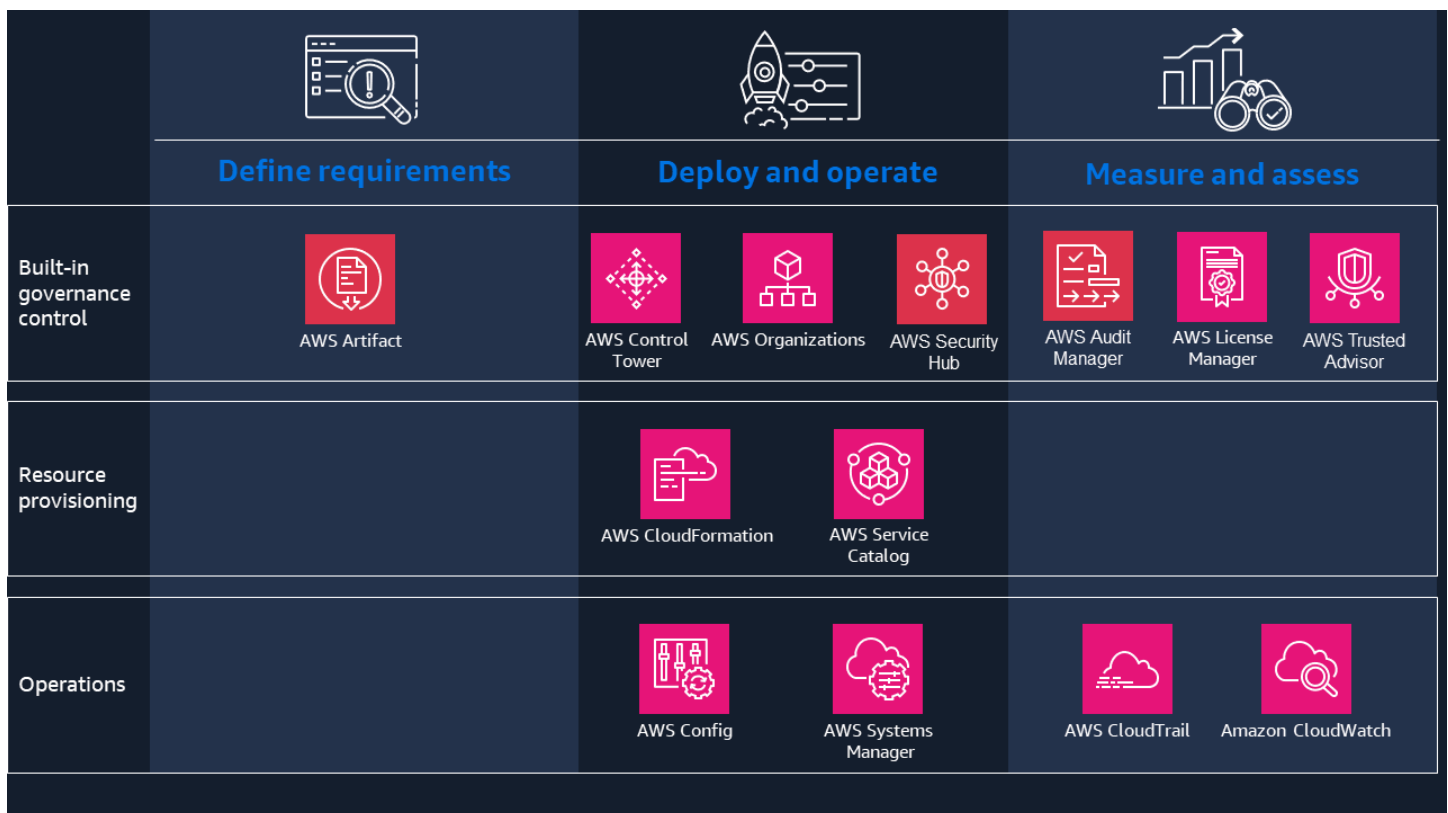 Define requirements
Deploy and operate
Measure and assess
Built-in
governance
control
AWS Artifact
AWS Control
Tower
AWS Organizations
AWS Security
Hub
AWS Audit
Manager
AWS License
Manager
AWS Trusted
Advisor
Resource
provisioning
AWS CloudFormation
AWS Service
Catalog
Operations
AWS Config
AWS Systems
Manager
AWS CloudTrail
Amazon CloudWatch